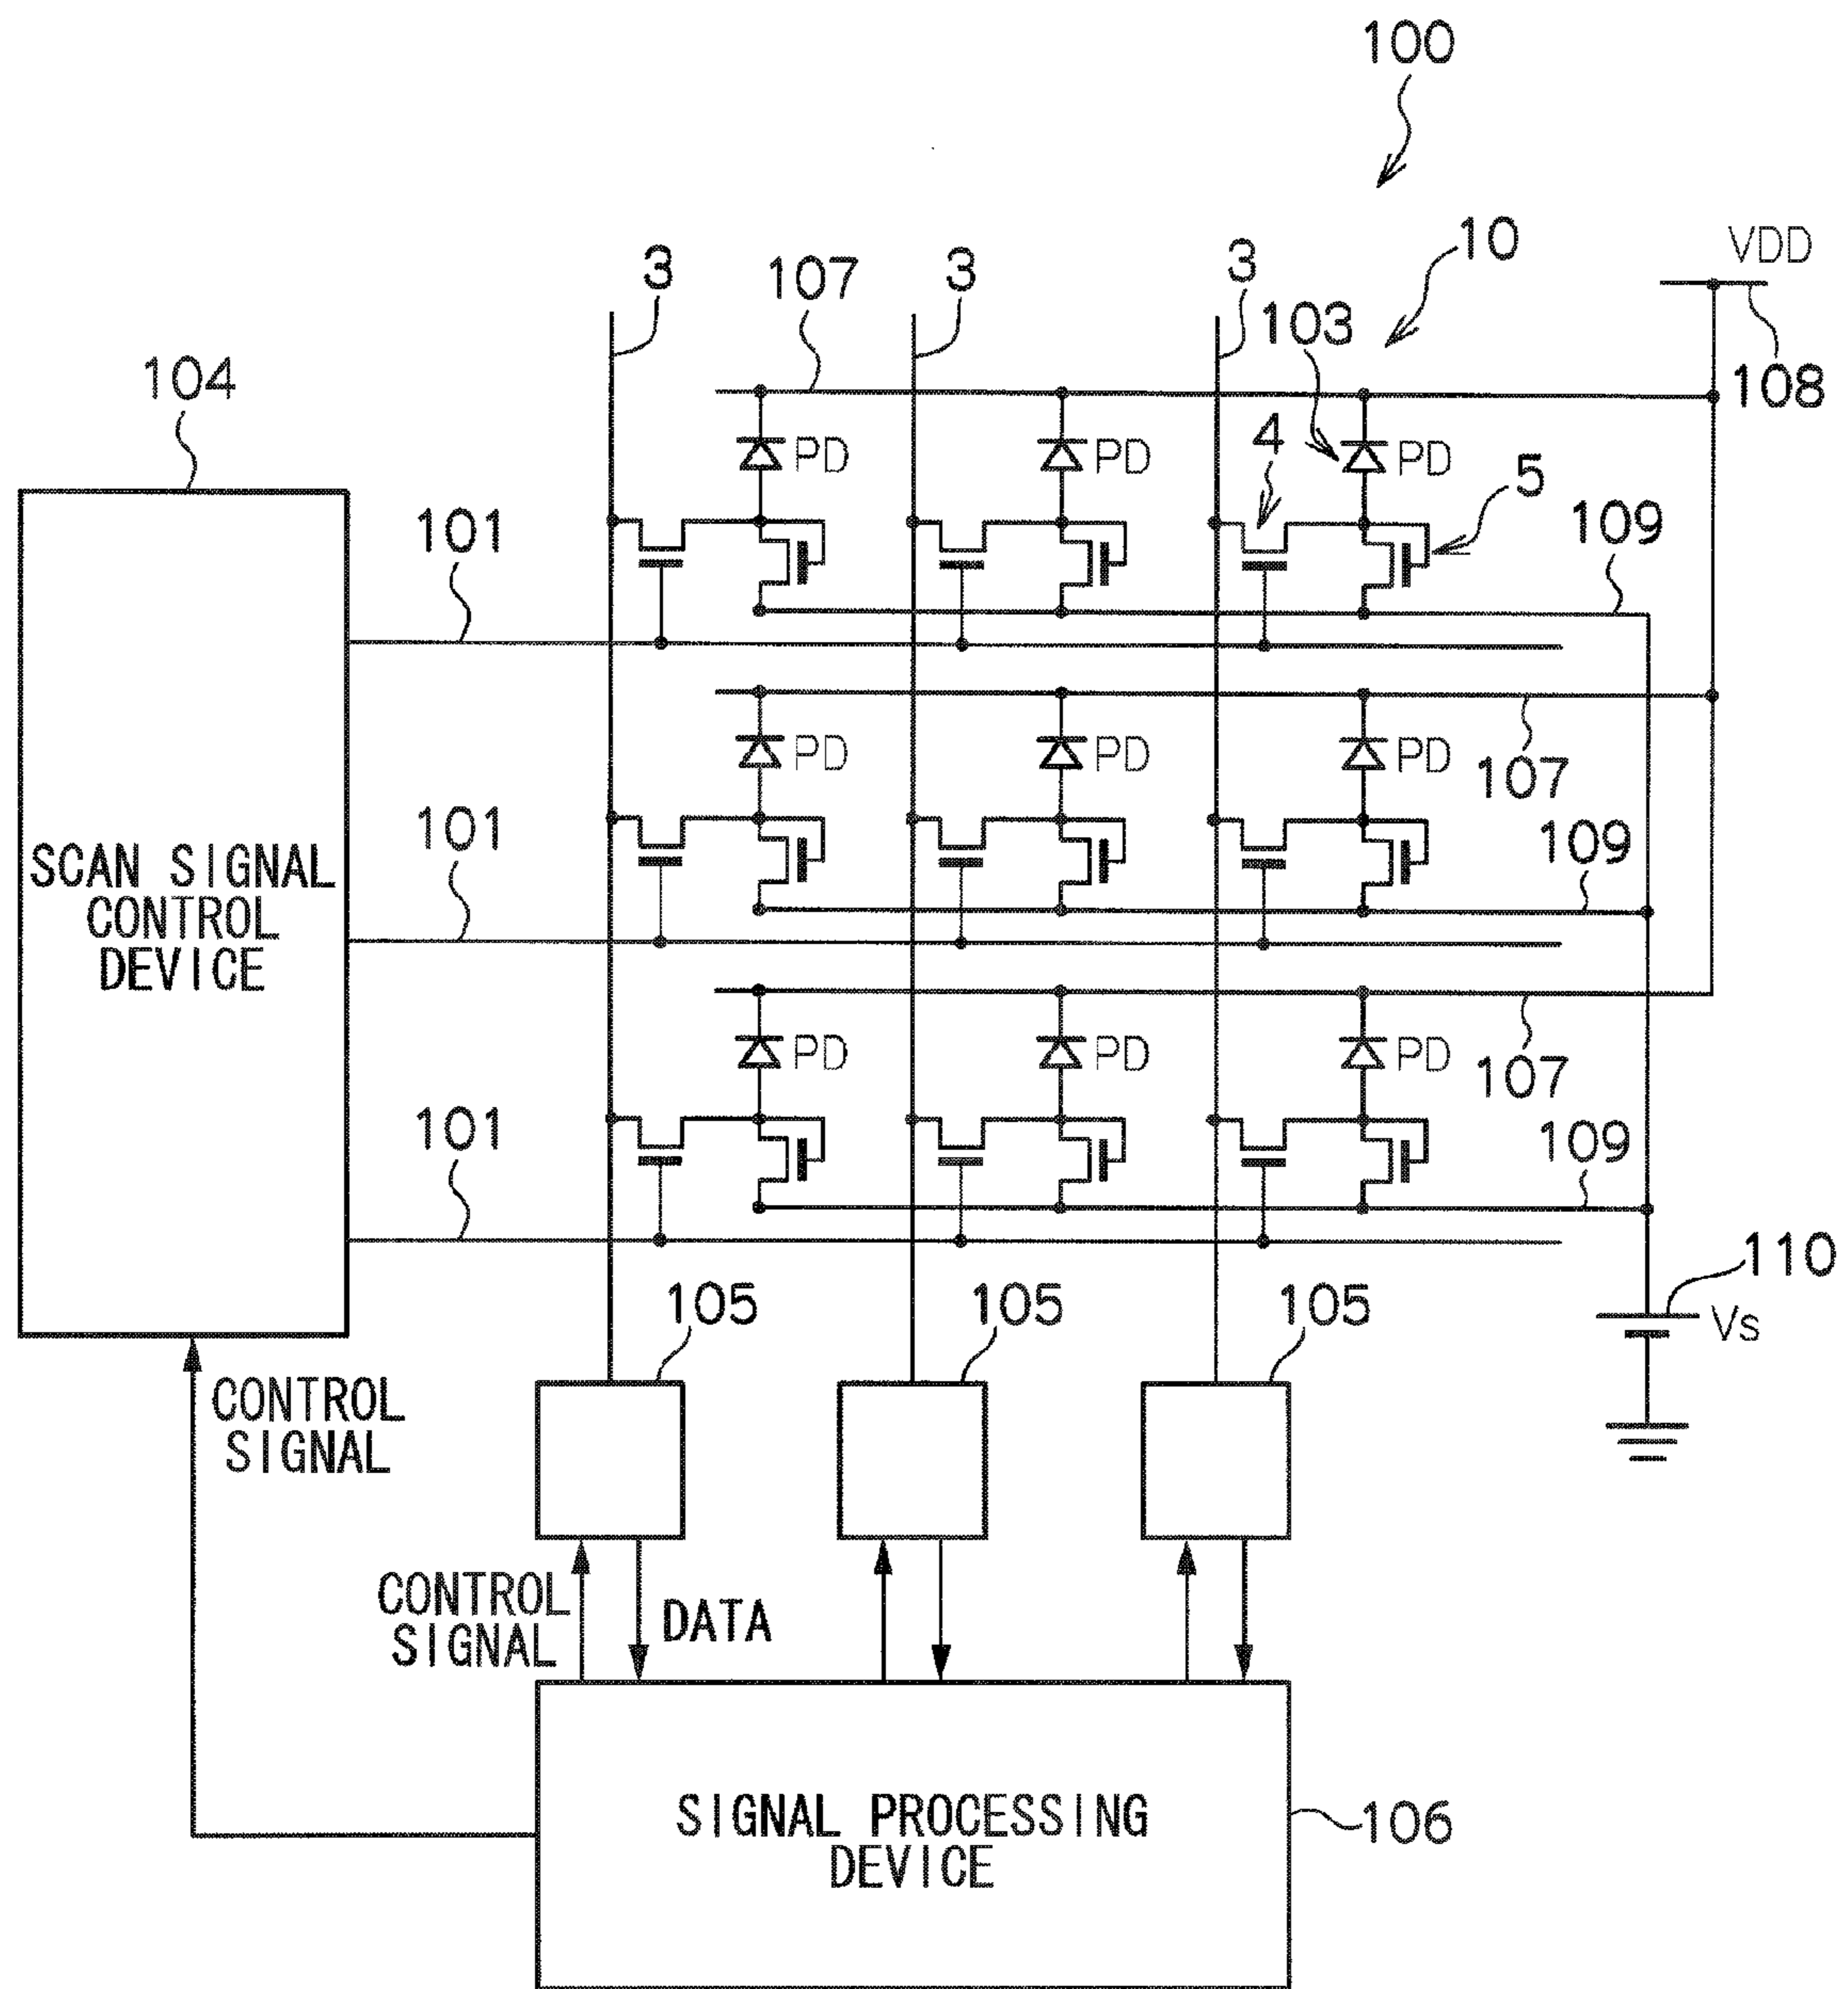 100
10
3
107
3
3
103
VDD
108
104
PD
PD
4
PD
5
101
109
PD
PD
PD
107
101
109
SCAN SIGNAL
CONTROL
DEVICE
PD
PD
PD
107
101
109
110
Vs
105
105
105
CONTROL
SIGNAL
CONTROL
SIGNAL
DATA
SIGNAL PROCESSING
DEVICE
106